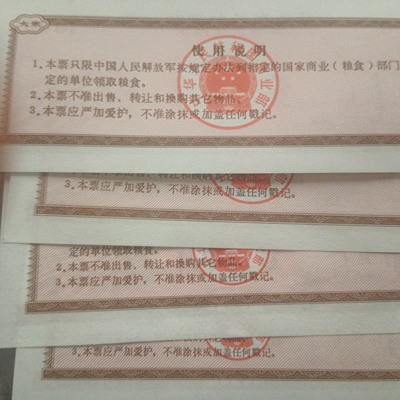 大米
使用说明
1.本票只限中国人民解放军按规定办法到指定的国家商业(粮食)部门
定的单位领取粮食。
2.本票不准出售、转让和换购其它物品。
3.本票应严加爱护,不准涂抹或加盖任何戳记。
3.本票应严加爱护,不准涂抹或加盖任何戳记。
定的单位领取粮食。
2.本票不准出售、转让和换购其它物品。
3.本票应严加爱护,不准涂抹或加盖任何戳记。
3.本票应严加爱护,不准涂抹或加盖任何戳记。